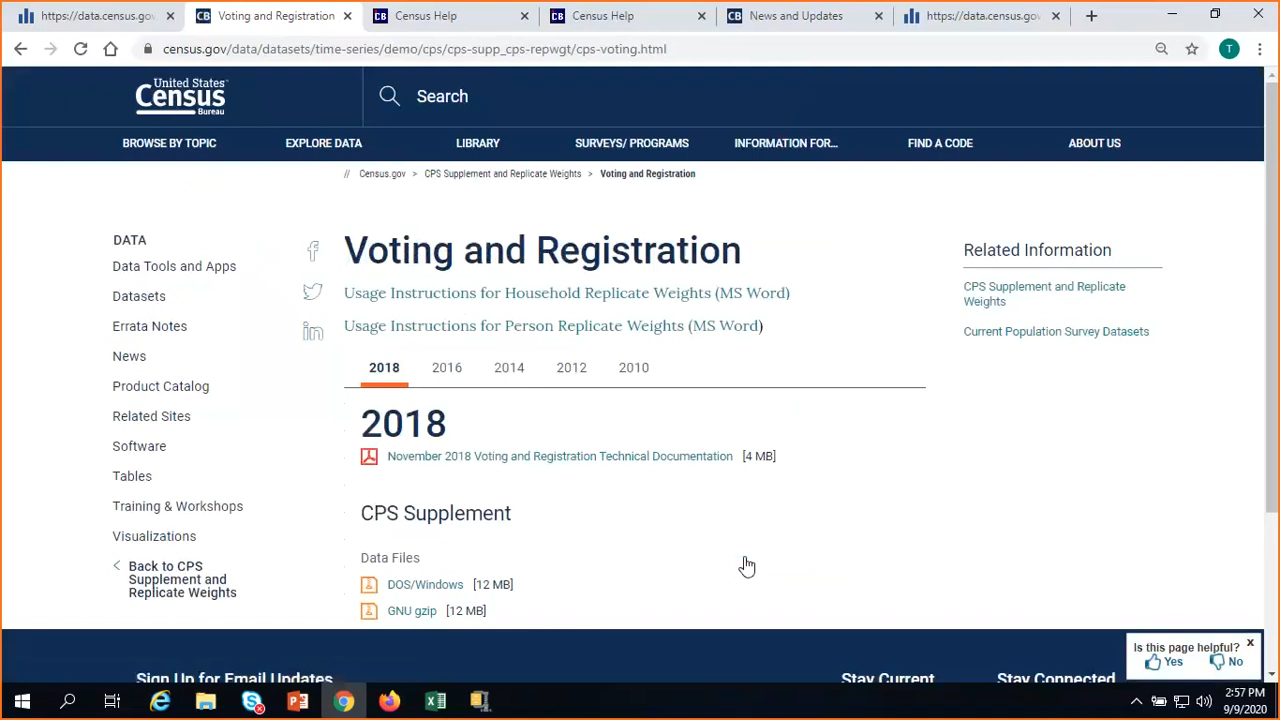 https://data.census.gov
Voting and Registration
Census Help
Census Help
News and Updates
https://data.census.gov
census.gov/data/datasets/time-series/demo/cps/cps-supp_cps-repwgt/cps-voting.html
T
United States
Census
Bureau
Search
BROWSE BY TOPIC
EXPLORE DATA
LIBRARY
SURVEYS/ PROGRAMS
INFORMATION FOR...
FIND A CODE
ABOUT US
// Census.gov > CPS Supplement and Replicate Weights > Voting and Registration
DATA
Data Tools and Apps
Datasets
Errata Notes
News
Product Catalog
Related Sites
Software
Tables
Training & Workshops
Visualizations
Back to CPS
Supplement and
Replicate Weights
Voting and Registration
Usage Instructions for Household Replicate Weights (MS Word)
Usage Instructions for Person Replicate Weights (MS Word)
2018 2016 2014 2012 2010
2018
November 2018 Voting and Registration Technical Documentation [4 MB]
CPS Supplement
Data Files
DOS/Windows [12 MB]
GNU gzip [12 MB]
Related Information
CPS Supplement and Replicate
Weights
Current Population Survey Datasets
Sign Up for Email Updates
Stay Current
Stay Connected
Is this page helpful? x
Yes No
2:57 PM
9/9/2020